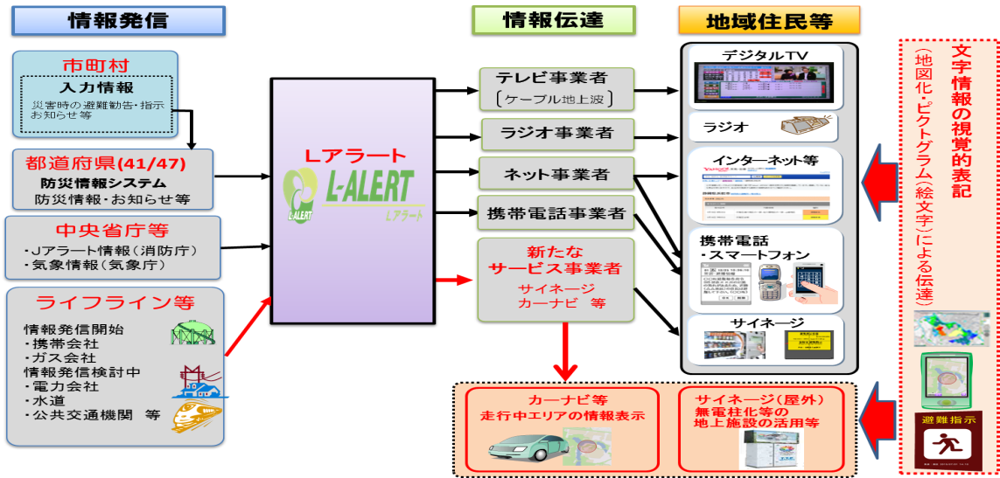 情報発信
情報伝達
地域住民等
市町村
入力情報
災害時の避難勧告・指示
お知らせ等
都道府県(41/47)
防災情報システム
防災情報・お知らせ等
中央省庁等
・Jアラート情報(消防庁)
・気象情報(気象庁)
ライフライン等
情報発信開始
・携帯会社
・ガス会社
情報発信検討中
・電力会社
・水道
・公共交通機関 等
Lアラート
L-ALERT
L-ALERT
Lアラート
テレビ事業者
〔ケーブル地上波〕
ラジオ事業者
ネット事業者
携帯電話事業者
新たな
サービス事業者
サイネージ
カーナビ 等
デジタルTV
ラジオ
インターネット等
携帯電話
・スマートフォン
サイネージ
カーナビ等
走行中エリアの情報表示
サイネージ(屋外)
無電柱化等の
地上施設の活用等
文字情報の視覚的表記
(地図化・ピクトグラム(絵文字)による伝達)
避難指示